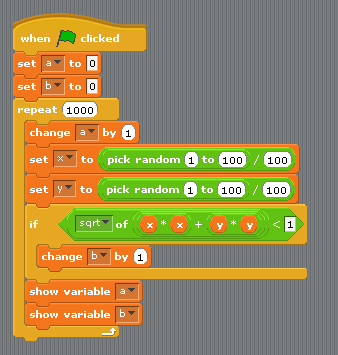 when clicked
set a to 0
set b to 0
repeat 1000
change a by 1
set x to pick random 1 to 100 / 100
set y to pick random 1 to 100 / 100
if sqrt of x * x + y * y < 1
change b by 1
show variable a
show variable b